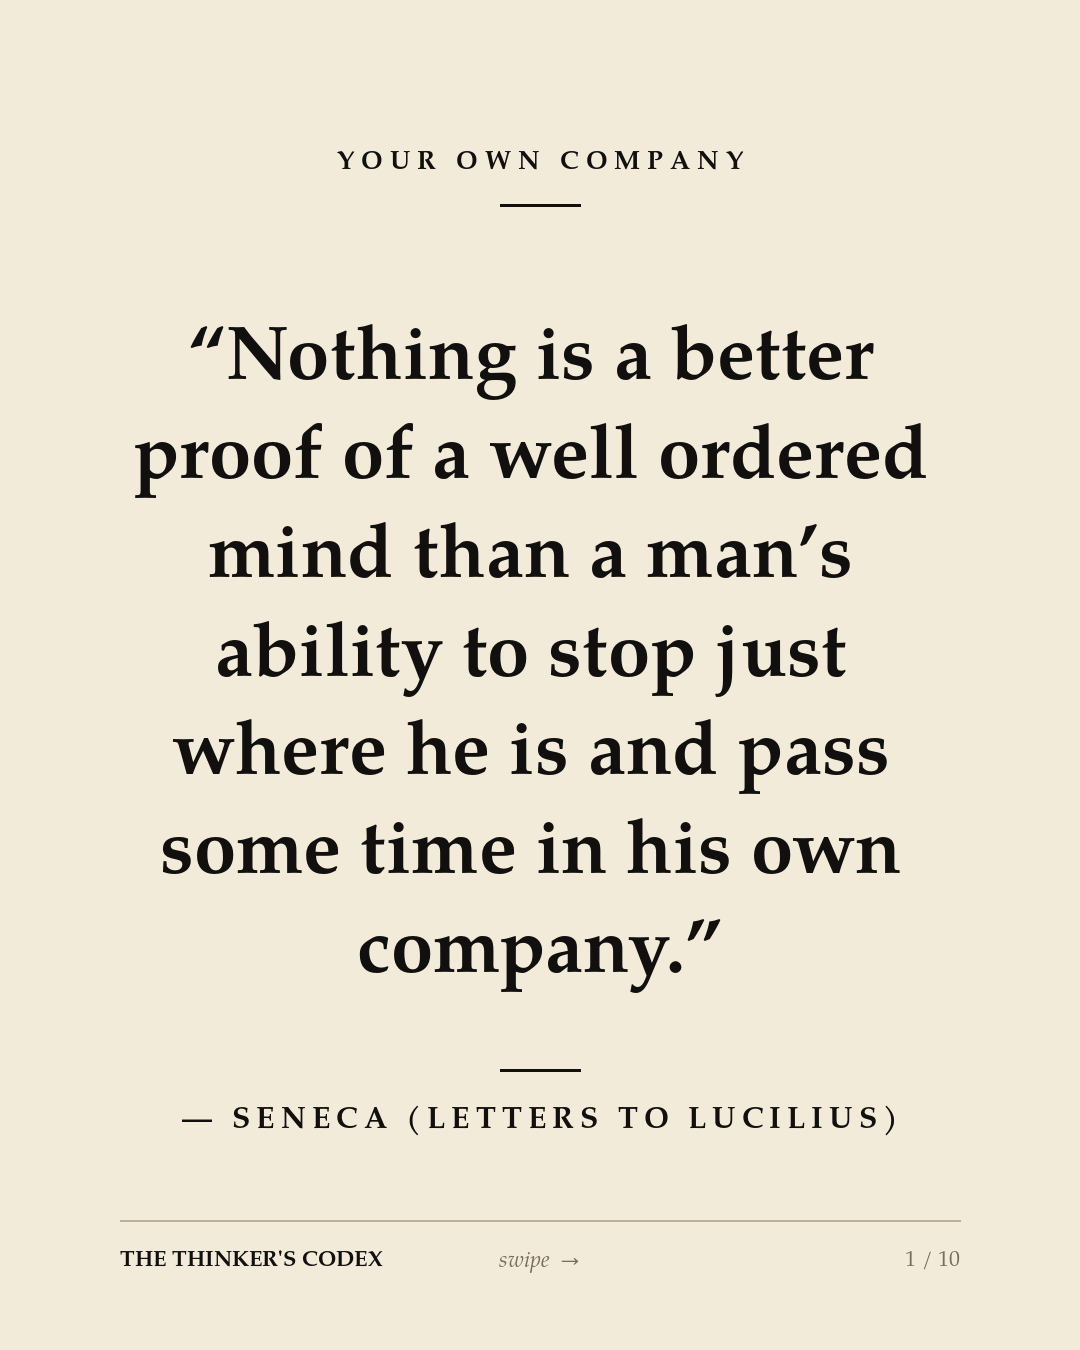 YOUR OWN COMPANY
“Nothing is a better
proof of a well ordered
mind than a man’s
ability to stop just
where he is and pass
some time in his own
company.”
— SENECA (LETTERS TO LUCILIUS)
THE THINKER'S CODEX swipe → 1 / 10